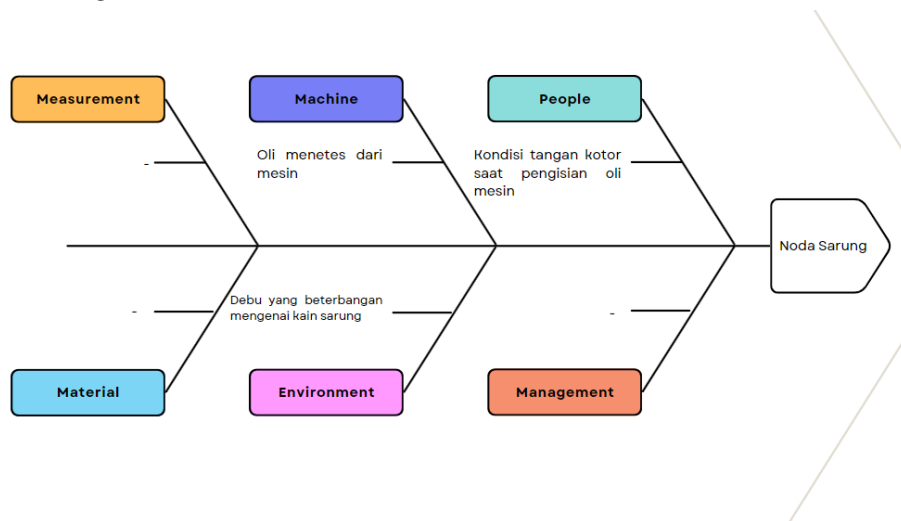 Measurement
Machine
People
-
Oli menetes dari
mesin
Kondisi tangan kotor
saat pengisian oli
mesin
Noda Sarung
-
Debu yang beterbangan
mengenai kain sarung
-
Material
Environment
Management